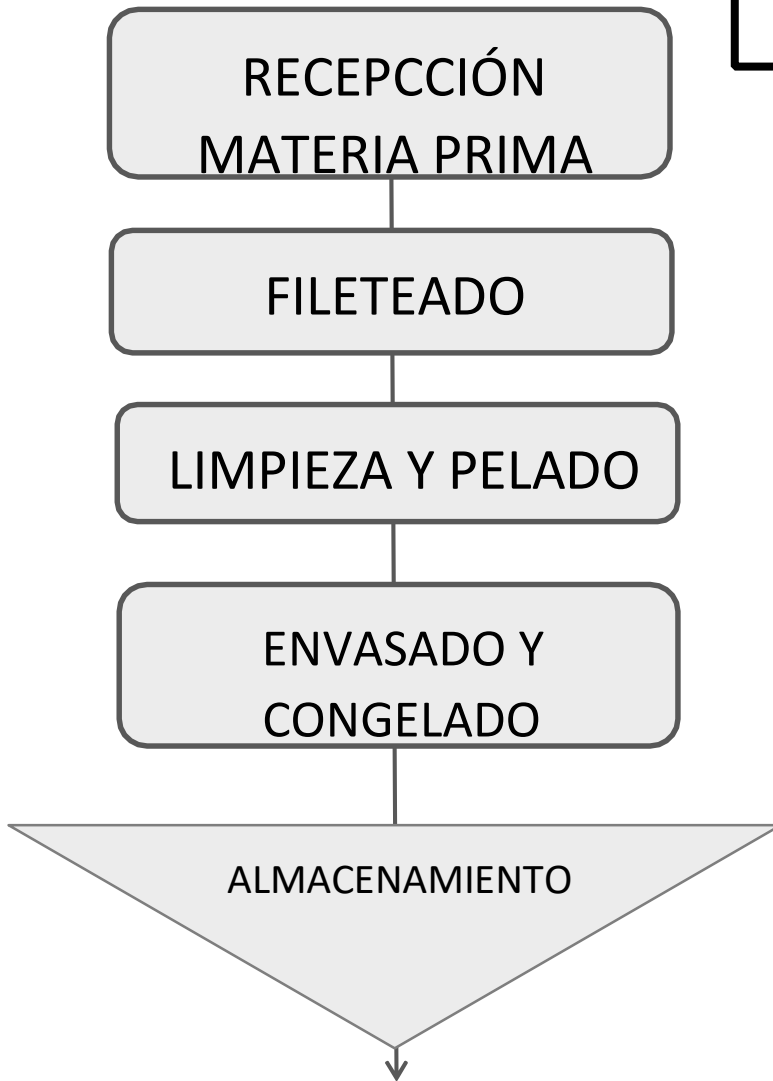 RECEPCCIÓN
MATERIA PRIMA
FILETEADO
LIMPIEZA Y PELADO
ENVASADO Y
CONGELADO
ALMACENAMIENTO